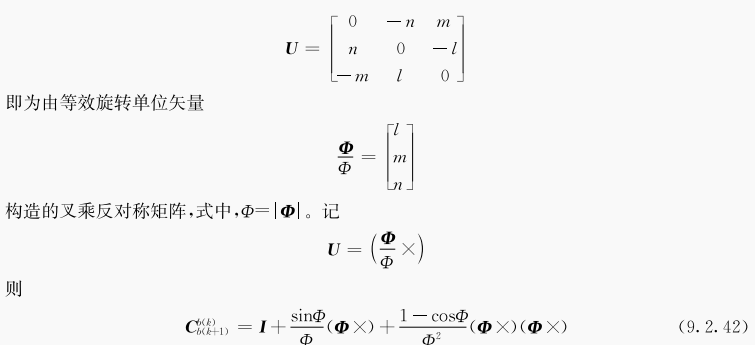 U = [0 −n m; n 0 −l; −m l 0]
即为由等效旋转单位矢量
Φ/Φ = [l; m; n]
构造的叉乘反对称矩阵,式中,Φ=|Φ|。记
U = (Φ/Φ ×)
则
C_{b(k+1)}^{b(k)} = I + sinΦ/Φ (Φ×) + (1−cosΦ)/Φ² (Φ×)(Φ×) (9.2.42)